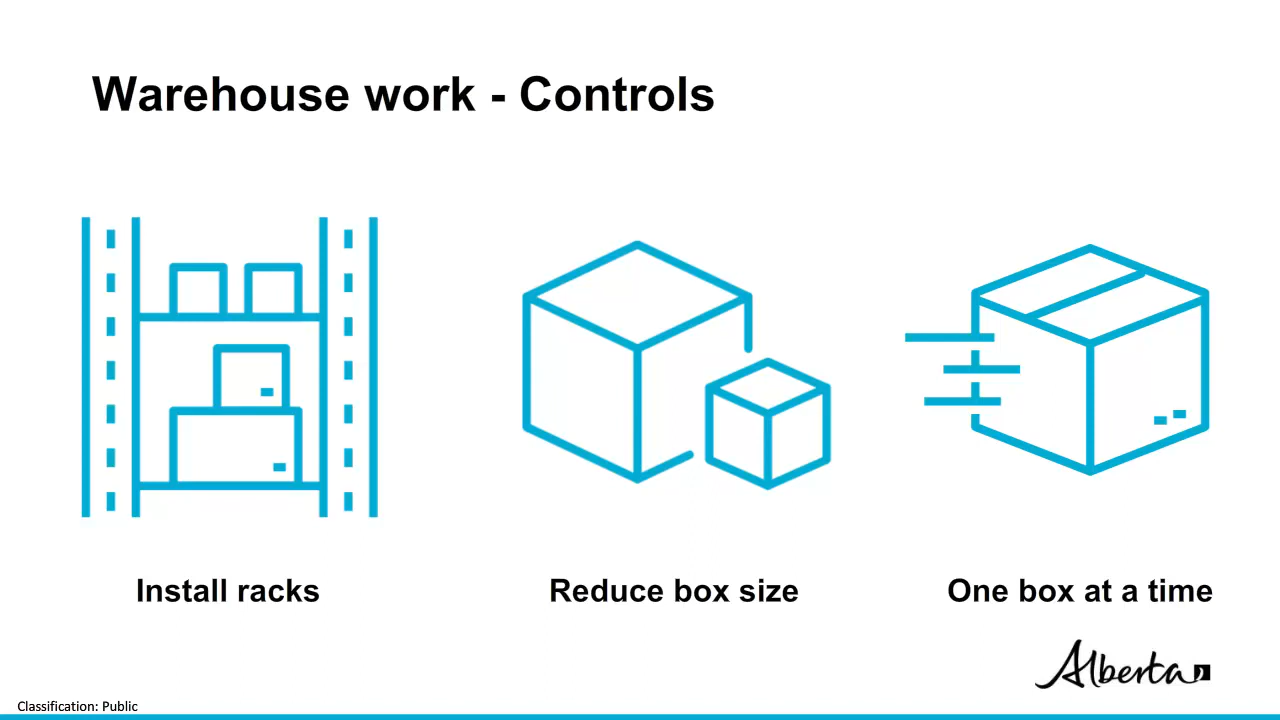 Warehouse work - Controls
Install racks
Reduce box size
One box at a time
Alberta
Classification: Public